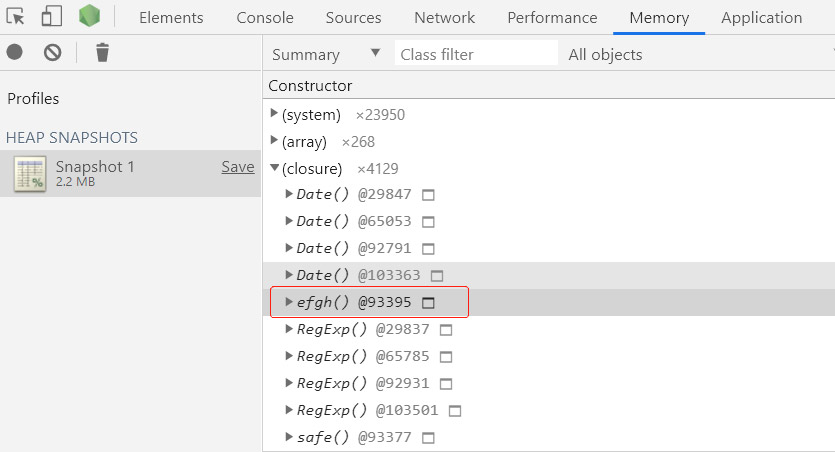 Elements Console Sources Network Performance Memory Application
Summary ▼ Class filter All objects
Profiles
HEAP SNAPSHOTS
Snapshot 1 Save
2.2 MB
Constructor
(system) ×23950
(array) ×268
(closure) ×4129
Date() @29847
Date() @65053
Date() @92791
Date() @103363
efgh() @93395
RegExp() @29837
RegExp() @65785
RegExp() @92931
RegExp() @103501
safe() @93377